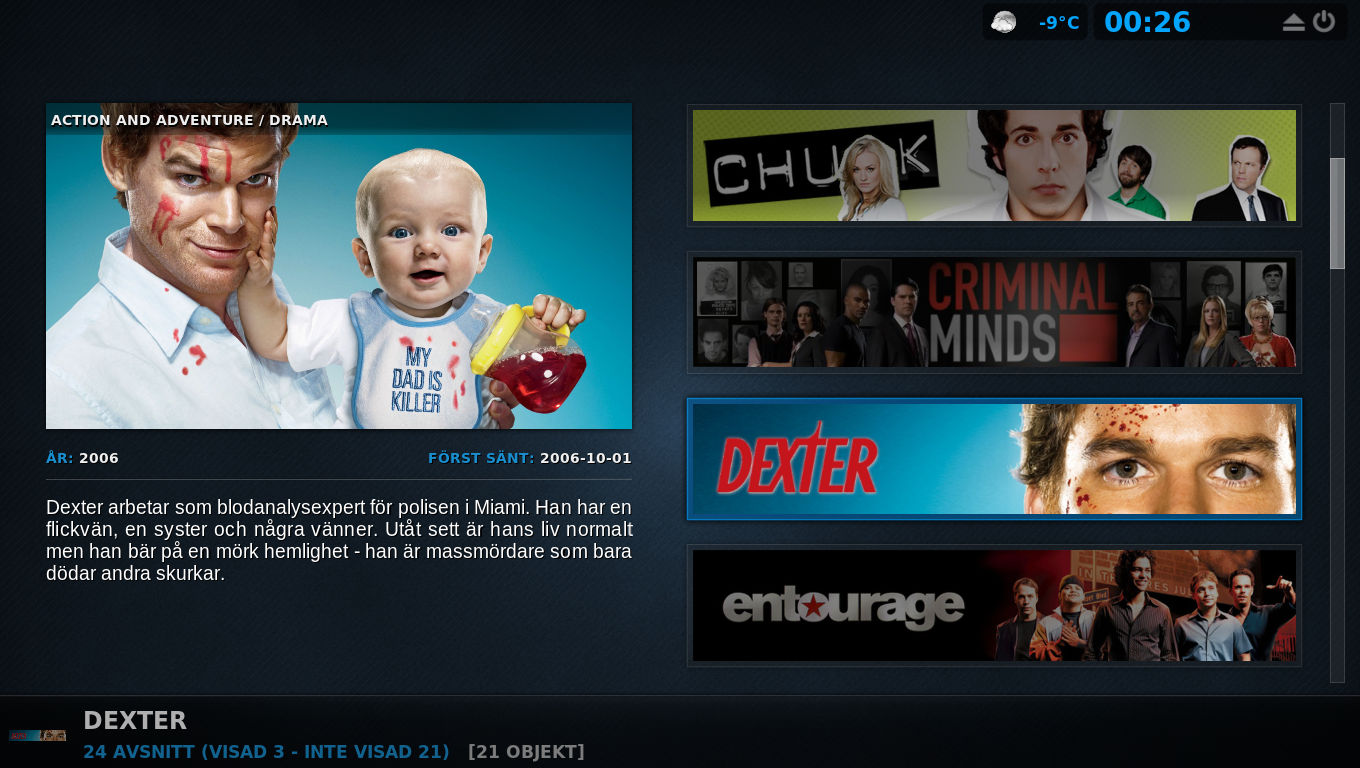 -9°C
00:26
ACTION AND ADVENTURE / DRAMA
MY
DAD IS
KILLER
ÅR: 2006
FÖRST SÄNT: 2006-10-01
Dexter arbetar som blodanalysexpert för polisen i Miami. Han har en
flickvän, en syster och några vänner. Utåt sett är hans liv normalt
men han bär på en mörk hemlighet - han är massmördare som bara
dödar andra skurkar.
CHUCK
CRIMINAL
MINDS
DEXTER
entourage
DEXTER
24 AVSNITT (VISAD 3 - INTE VISAD 21) [21 OBJEKT]